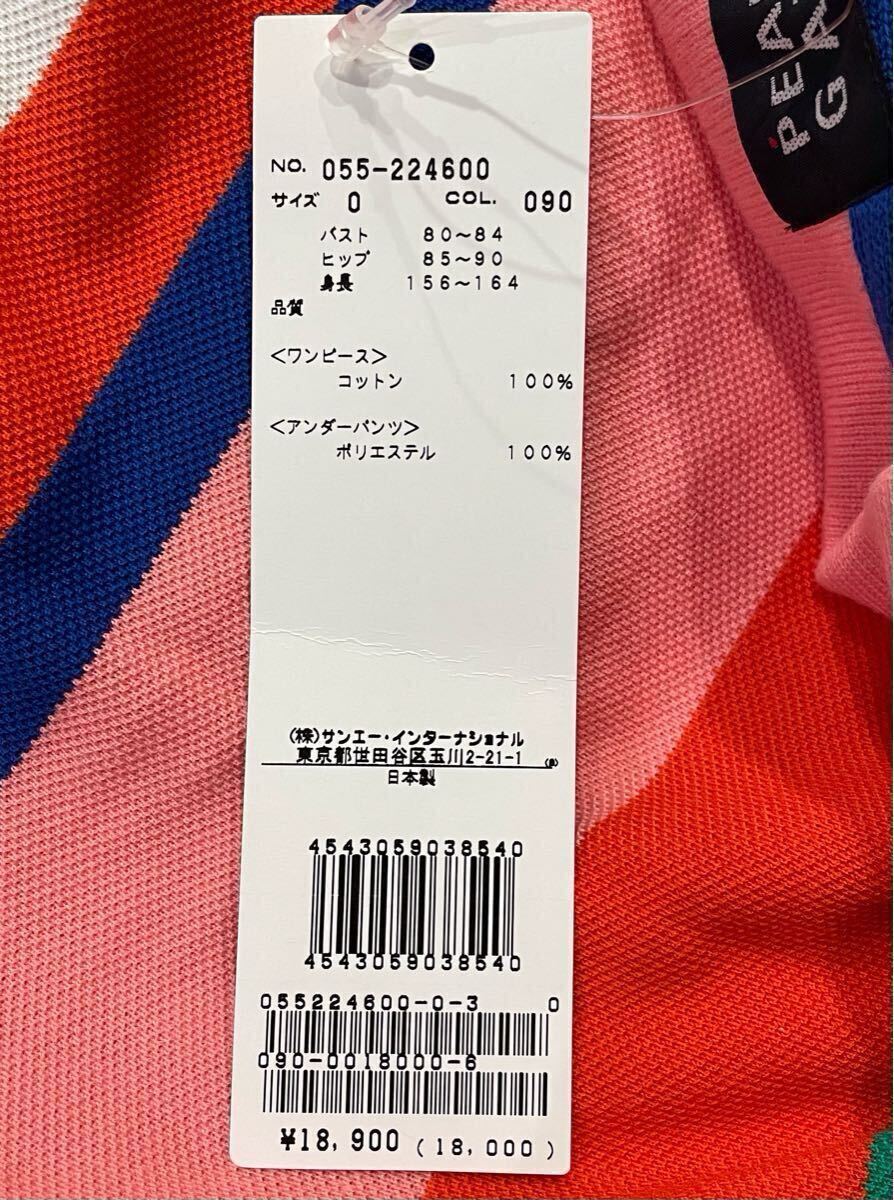 NO. 055-224600
サイズ 0 COL. 090
バスト 80～84
ヒップ 85～90
身長 156～164
品質
<ワンピース>
コットン 100%
<アンダーパンツ>
ポリエステル 100%
(株)サンエー・インターナショナル
東京都世田谷区玉川2-21-1
日本製
4543059038540
4543059038540
055224600-0-3 0
090-0018000-6
¥18,900 (18,000)